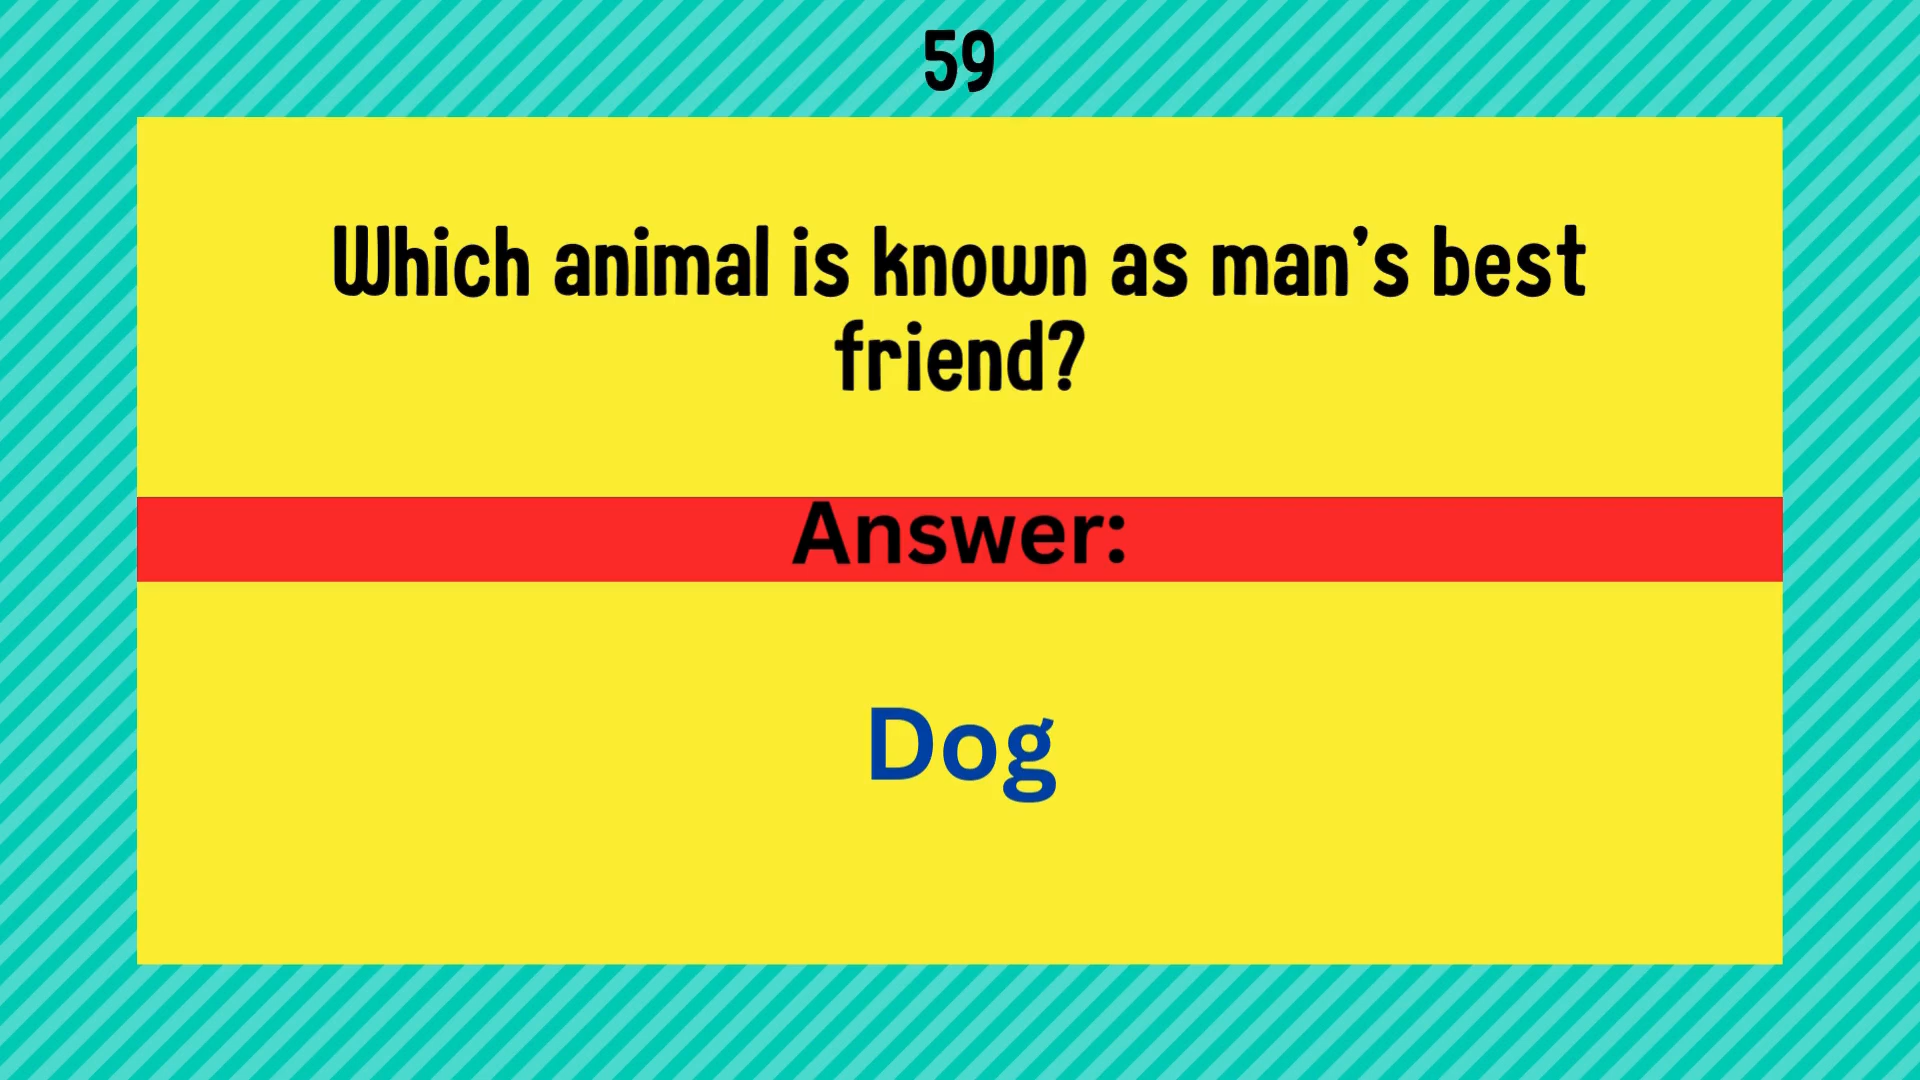 59
Which animal is known as man’s best
friend?
Answer:
Dog